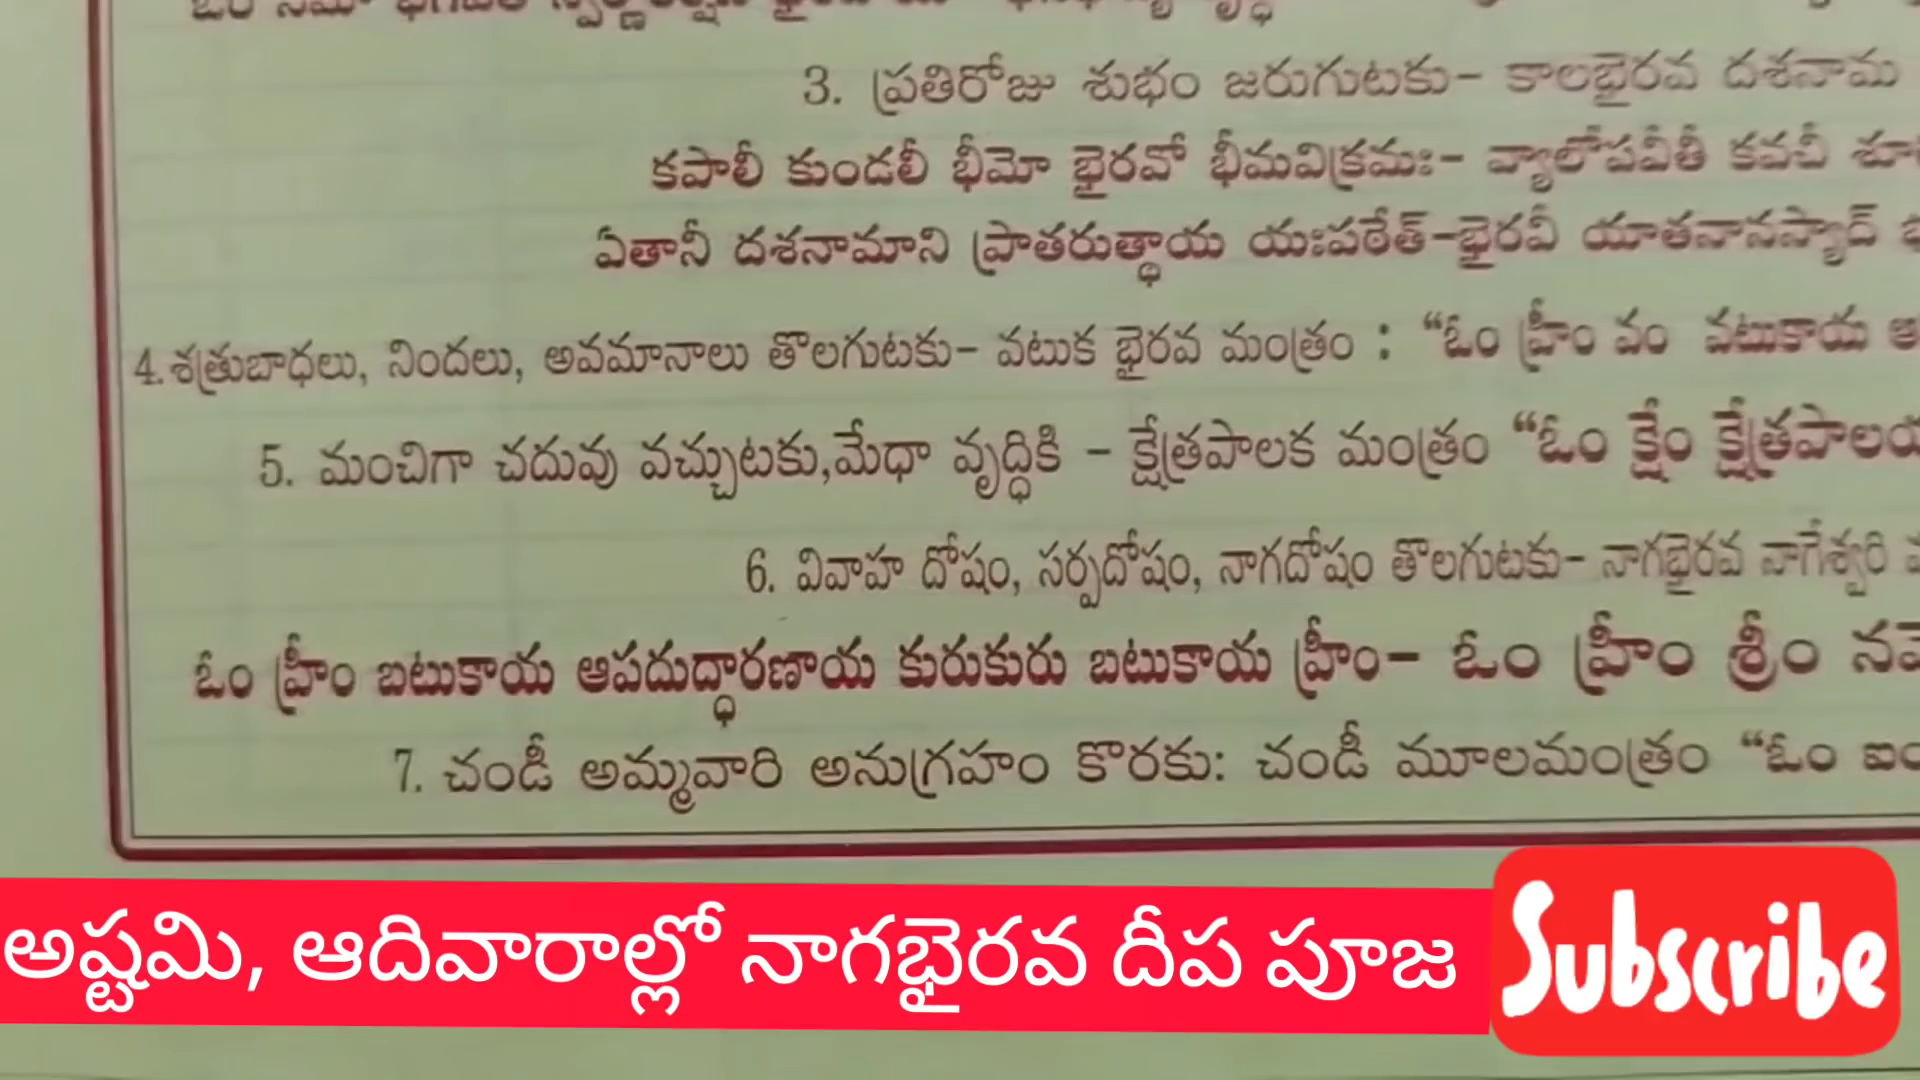 3. ప్రతిరోజు శుభం జరుగుటకు- కాలభైరవ దశనామ
కపాలీ కుండలీ భీమో భైరవో భీమవిక్రమః- వ్యాలోపవీతీ కవచీ
ఏతానీ దశనామాని ప్రాతరుత్థాయ యఃపఠేత్-భైరవీ యాతనానస్యాద్
4. శత్రుబాధలు, నిందలు, అవమానాలు తొలగుటకు- వటుక భైరవ మంత్రం : “ఓం హ్రీం వం వటుకాయ
5. మంచిగా చదువు వచ్చుటకు,మేధా వృద్ధికి - క్షేత్రపాలక మంత్రం “ఓం క్షేం క్షేత్రపాలయ
6. వివాహ దోషం, సర్పదోషం, నాగదోషం తొలగుటకు- నాగభైరవ నాగేశ్వరి
ఓం హ్రీం బటుకాయ ఆపదుద్ధారణాయ కురుకురు బటుకాయ హ్రీం- ఓం హ్రీం శ్రీం
7. చండీ అమ్మవారి అనుగ్రహం కొరకు: చండీ మూలమంత్రం “ఓం ఐం
అష్టమి, ఆదివారాల్లో నాగభైరవ దీప పూజ
Subscribe